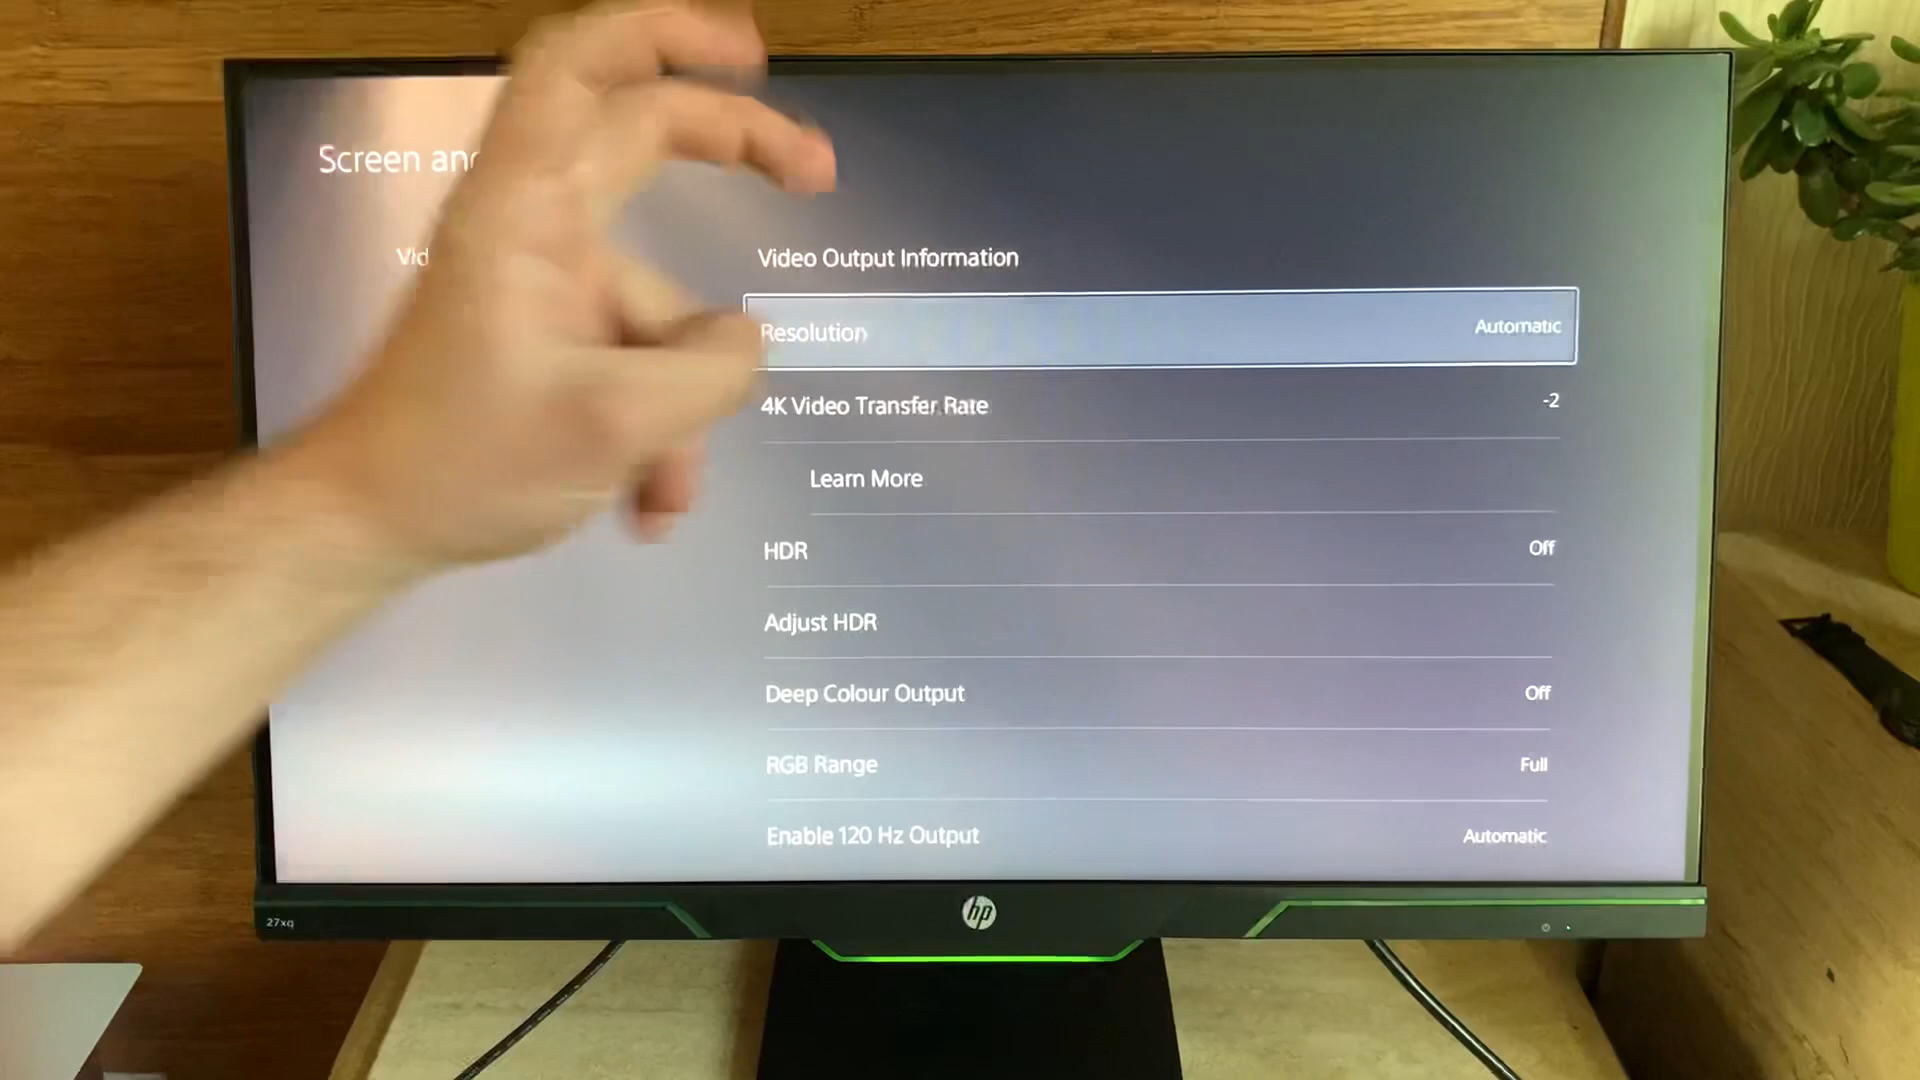 Screen and
Vid
Video Output Information
Resolution Automatic
4K Video Transfer Rate -2
Learn More
HDR Off
Adjust HDR
Deep Colour Output Off
RGB Range Full
Enable 120 Hz Output Automatic
27xq
hp